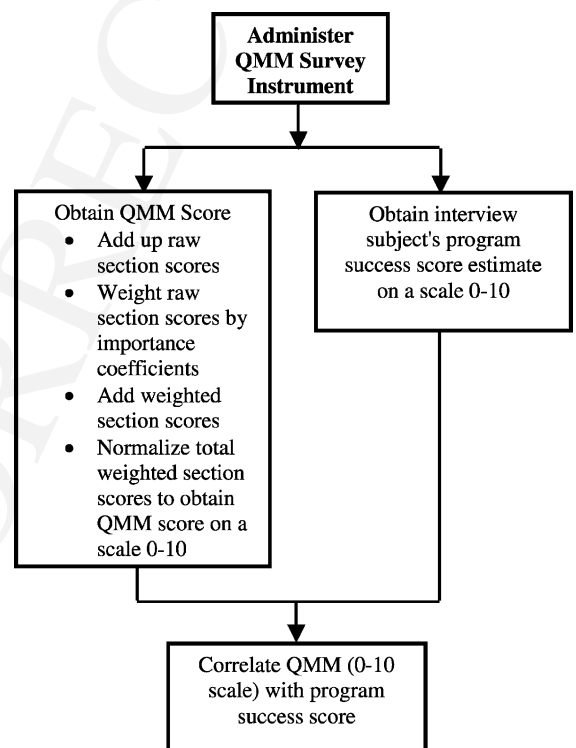 Administer
QMM Survey
Instrument
Obtain QMM Score
• Add up raw
section scores
• Weight raw
section scores by
importance
coefficients
• Add weighted
section scores
• Normalize total
weighted section
scores to obtain
QMM score on a
scale 0-10
Obtain interview
subject's program
success score estimate
on a scale 0-10
Correlate QMM (0-10
scale) with program
success score